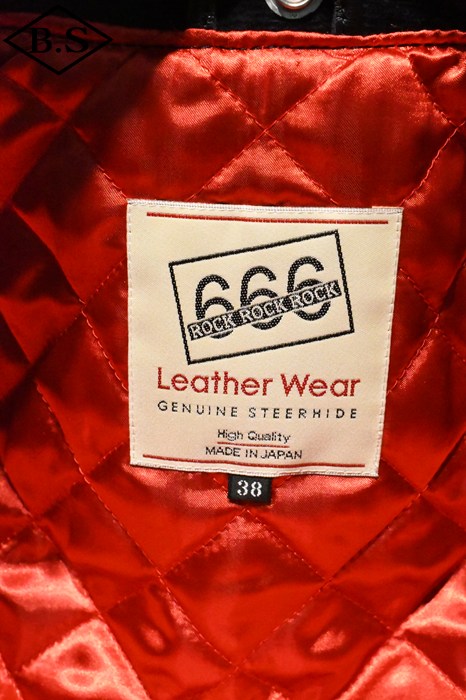 B.S
666
ROCK ROCK ROCK
Leather Wear
GENUINE STEERHIDE
High Quality
MADE IN JAPAN
38